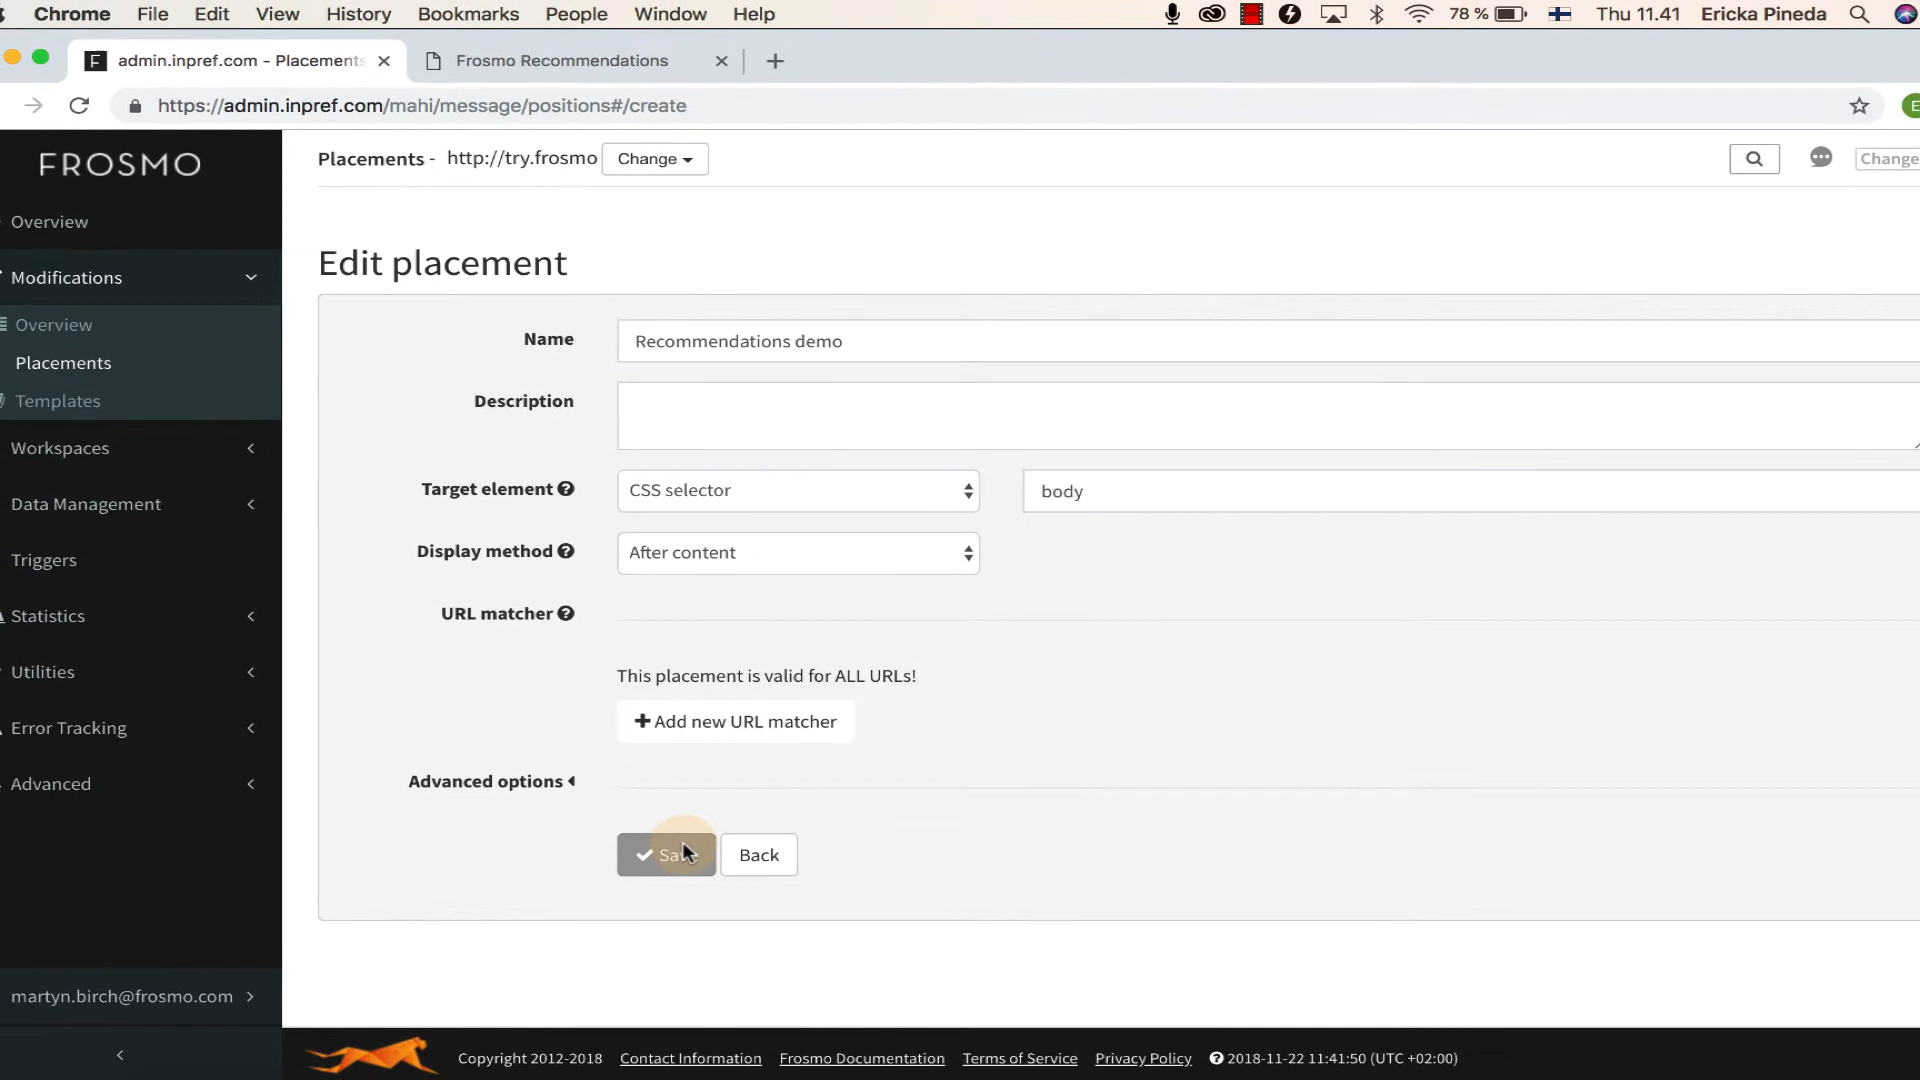 Chrome File Edit View History Bookmarks People Window Help 78 % Thu 11.41 Ericka Pineda
F admin.inpref.com - Placements Frosmo Recommendations
https://admin.inpref.com/mahi/message/positions#/create E
FROSMO
Placements - http://try.frosmo Change Change
Overview
Modifications
Overview
Placements
Templates
Workspaces
Data Management
Triggers
Statistics
Utilities
Error Tracking
Advanced
martyn.birch@frosmo.com
Edit placement
Name Recommendations demo
Description
Target element CSS selector body
Display method After content
URL matcher
This placement is valid for ALL URLs!
Add new URL matcher
Advanced options
Save Back
Copyright 2012-2018 Contact Information Frosmo Documentation Terms of Service Privacy Policy 2018-11-22 11:41:50 (UTC +02:00)